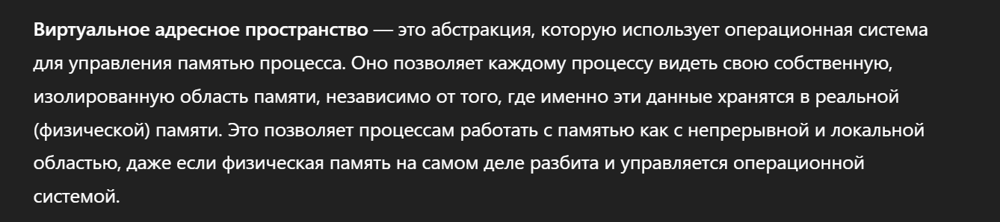 Виртуальное адресное пространство — это абстракция, которую использует операционная система
для управления памятью процесса. Оно позволяет каждому процессу видеть свою собственную,
изолированную область памяти, независимо от того, где именно эти данные хранятся в реальной
(физической) памяти. Это позволяет процессам работать с памятью как с непрерывной и локальной
областью, даже если физическая память на самом деле разбита и управляется операционной
системой.